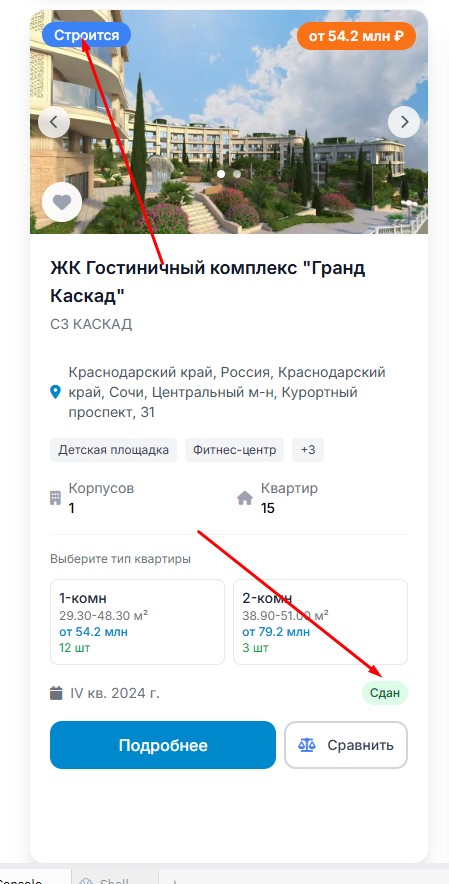 Строится
от 54.2 млн ₽
ЖК Гостиничный комплекс "Гранд
Каскад"
СЗ КАСКАД
Краснодарский край, Россия, Краснодарский
край, Сочи, Центральный м-н, Курортный
проспект, 31
Детская площадка
Фитнес-центр
+3
Корпусов
1
Квартир
15
Выберите тип квартиры
1-комн
29.30-48.30 м²
от 54.2 млн
12 шт
2-комн
38.90-51.00 м²
от 79.2 млн
3 шт
IV кв. 2024 г.
Сдан
Подробнее
Сравнить